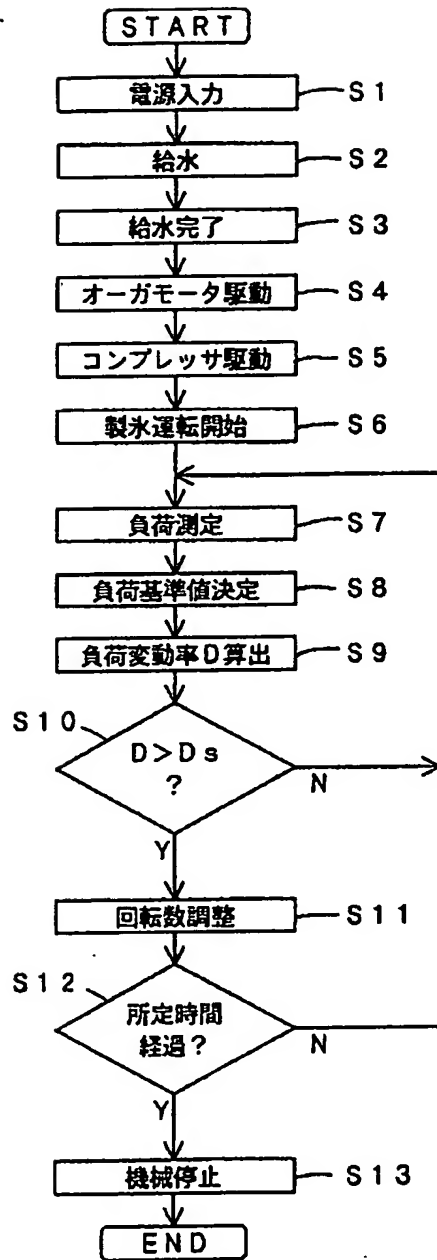 START
電源入力 S1
給水 S2
給水完了 S3
オーガモータ駆動 S4
コンプレッサ駆動 S5
製氷運転開始 S6
負荷測定 S7
負荷基準値決定 S8
負荷変動率D算出 S9
S10
D>Ds
?
N
Y
回転数調整 S11
S12
所定時間
経過?
N
Y
機械停止 S13
END